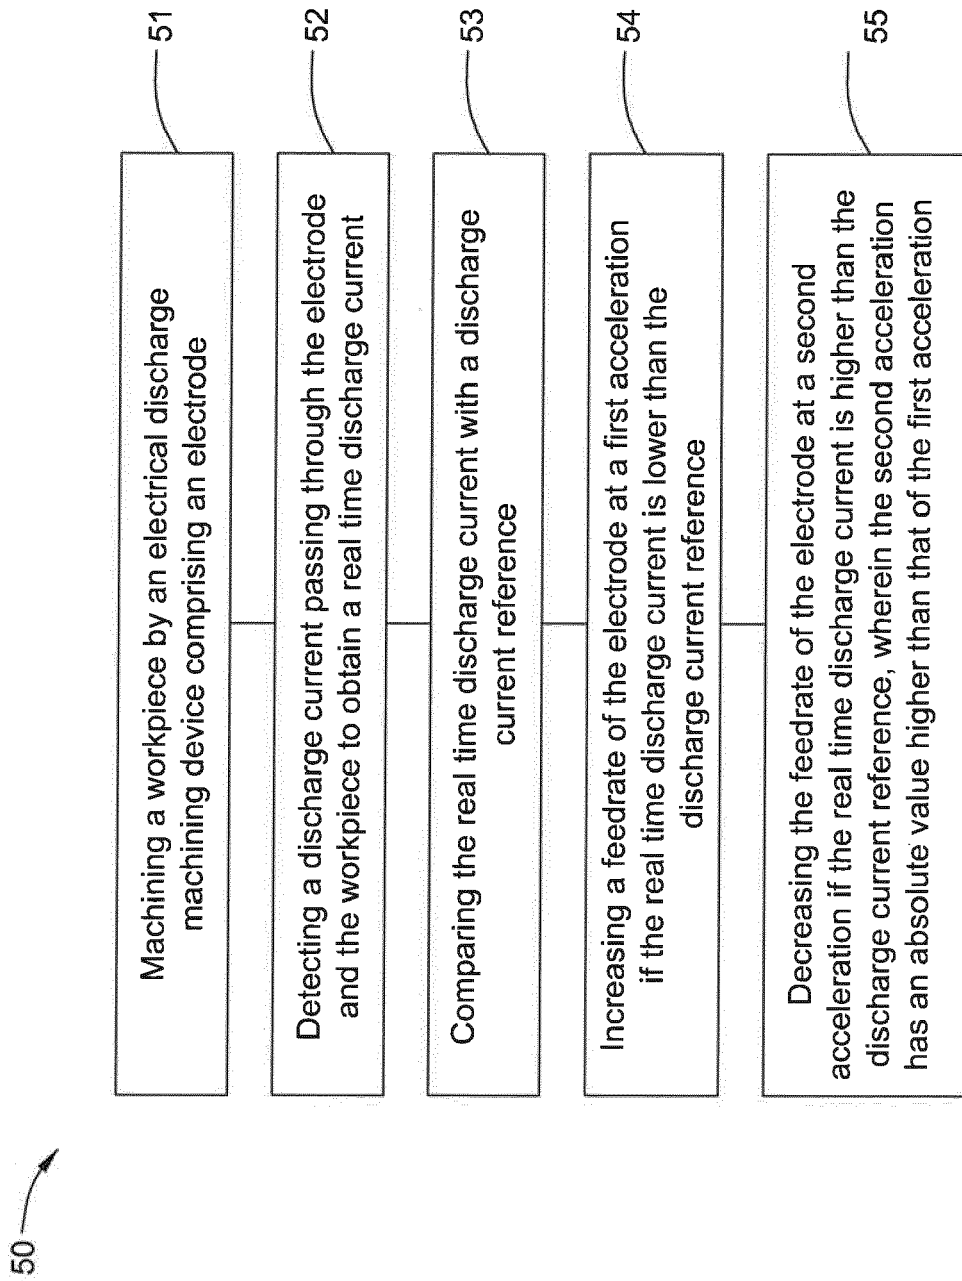 50
51
Machining a workpiece by an electrical discharge
machining device comprising an electrode
52
Detecting a discharge current passing through the electrode
and the workpiece to obtain a real time discharge current
53
Comparing the real time discharge current with a discharge
current reference
54
Increasing a feedrate of the electrode at a first acceleration
if the real time discharge current is lower than the
discharge current reference
55
Decreasing the feedrate of the electrode at a second
acceleration if the real time discharge current is higher than the
discharge current reference, wherein the second acceleration
has an absolute value higher than that of the first acceleration